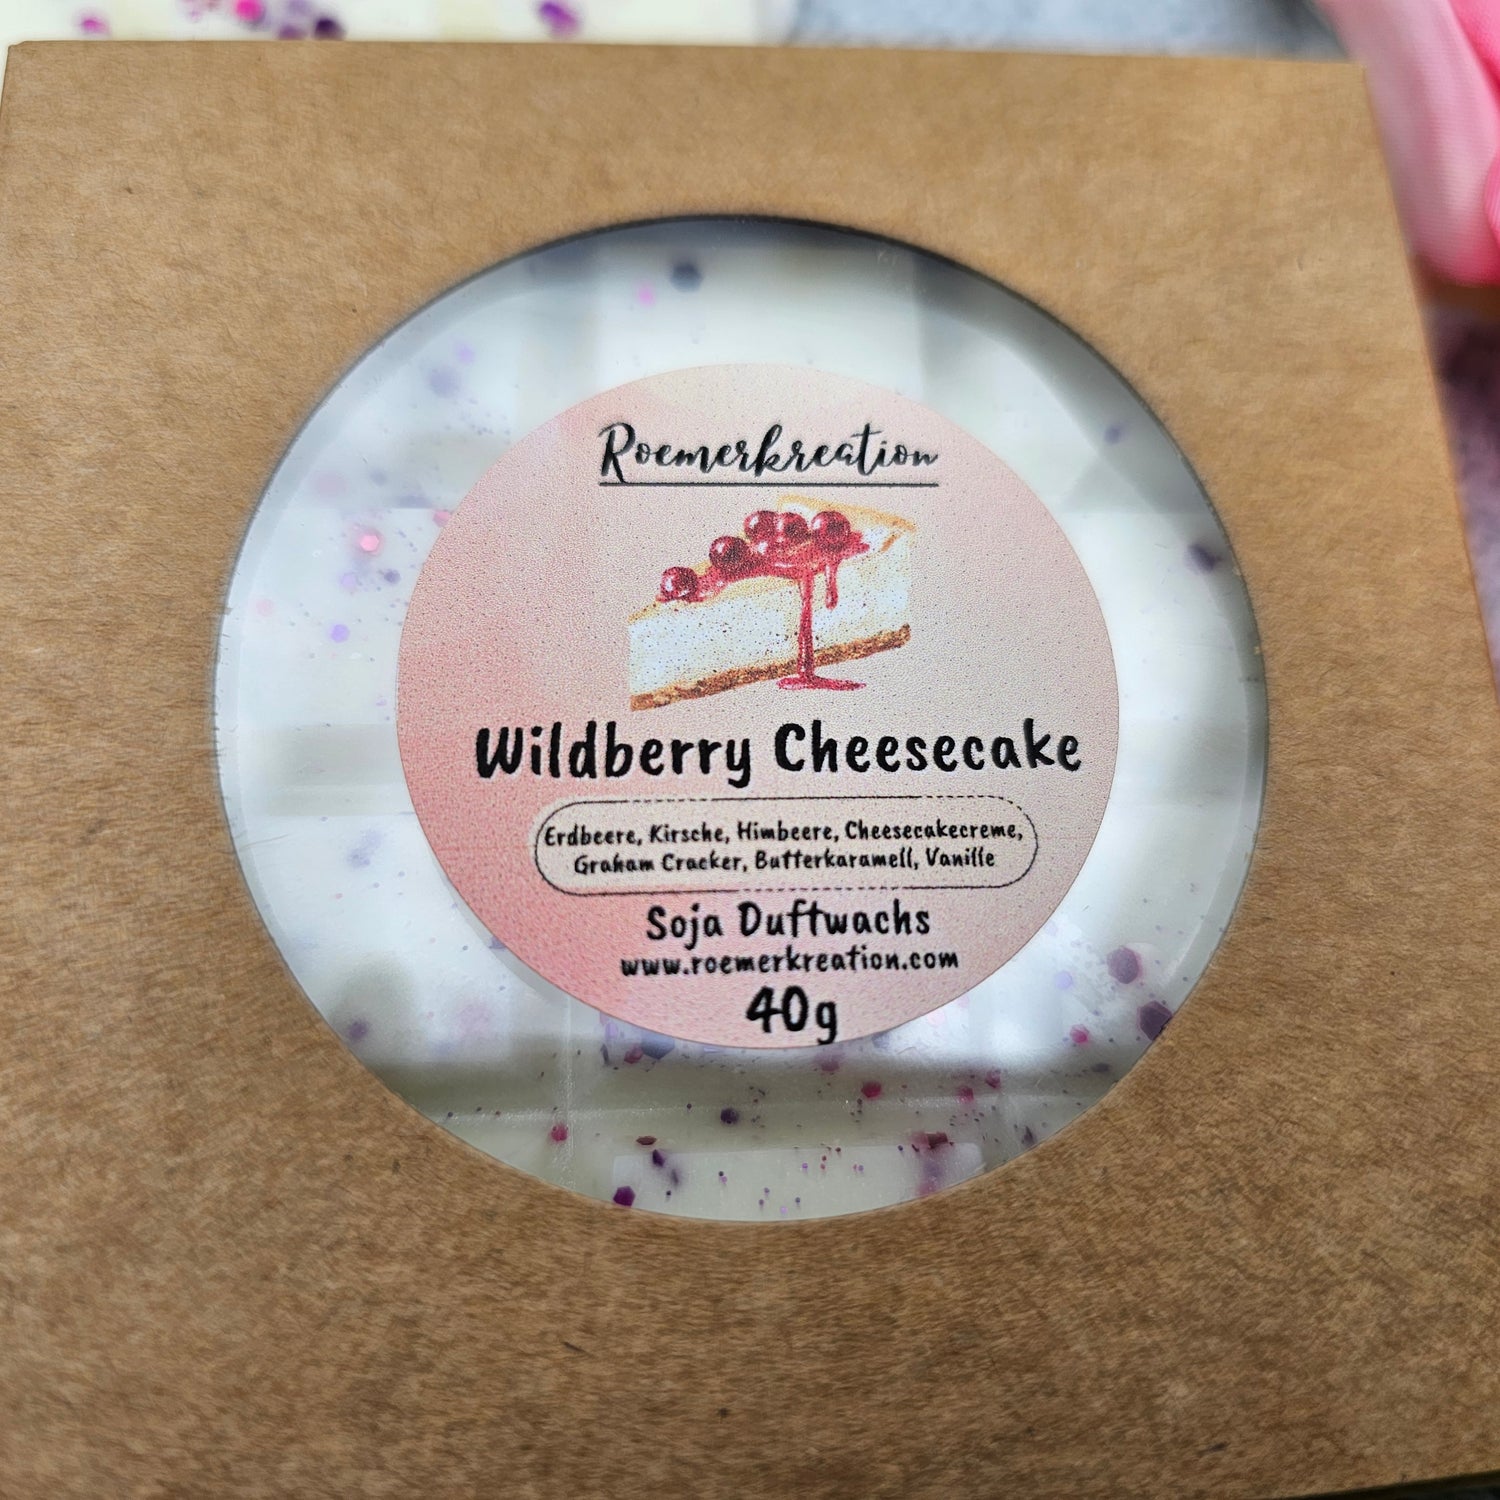 Roemerkreation
Wildberry Cheesecake
Erdbeere, Kirsche, Himbeere, Cheesecakecreme,
Graham Cracker, Butterkaramell, Vanille
Soja Duftwachs
www.roemerkreation.com
40g